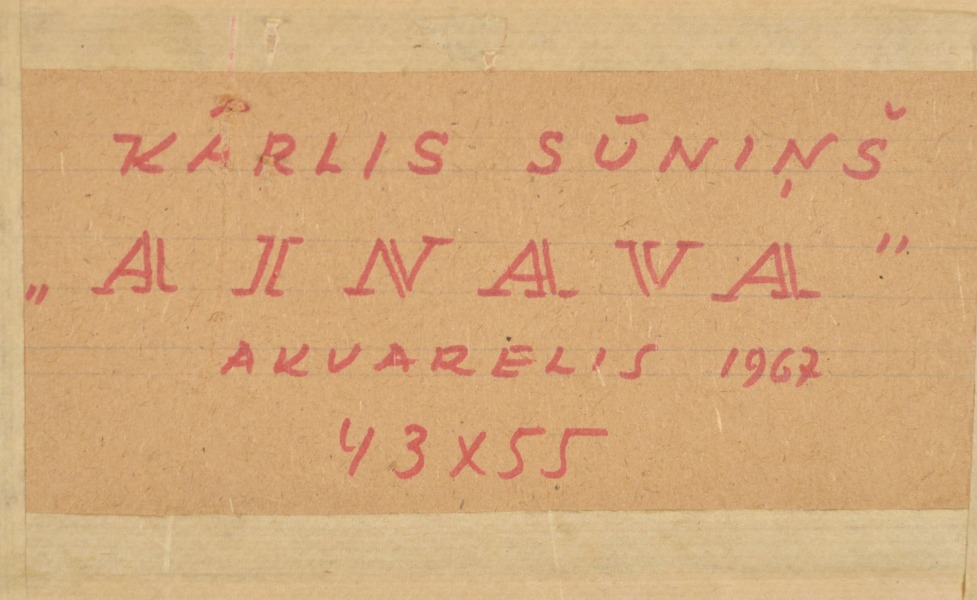 KĀRLIS SŪNIŅŠ
„AINAVA”
AKVARELIS 1967
43x55